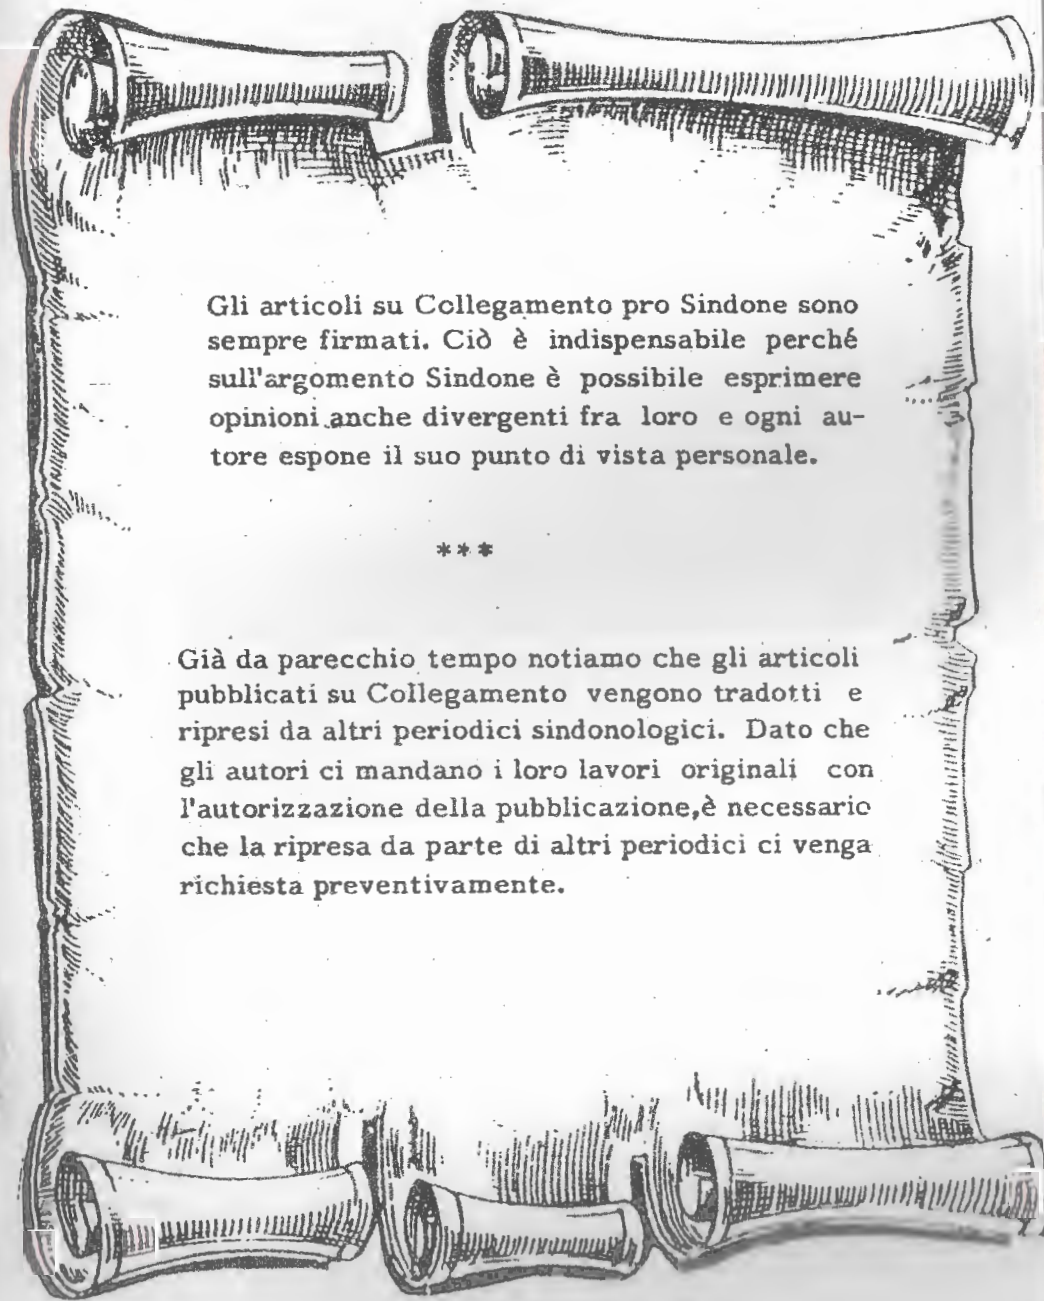 Gli articoli su Collegamento pro Sindone sono
sempre firmati. Ciò è indispensabile perché
sull'argomento Sindone è possibile esprimere
opinioni anche divergenti fra loro e ogni au-
tore espone il suo punto di vista personale.
***
Già da parecchio tempo notiamo che gli articoli
pubblicati su Collegamento vengono tradotti e
ripresi da altri periodici sindonologici. Dato che
gli autori ci mandano i loro lavori originali con
l'autorizzazione della pubblicazione,è necessario
che la ripresa da parte di altri periodici ci venga
richiesta preventivamente.